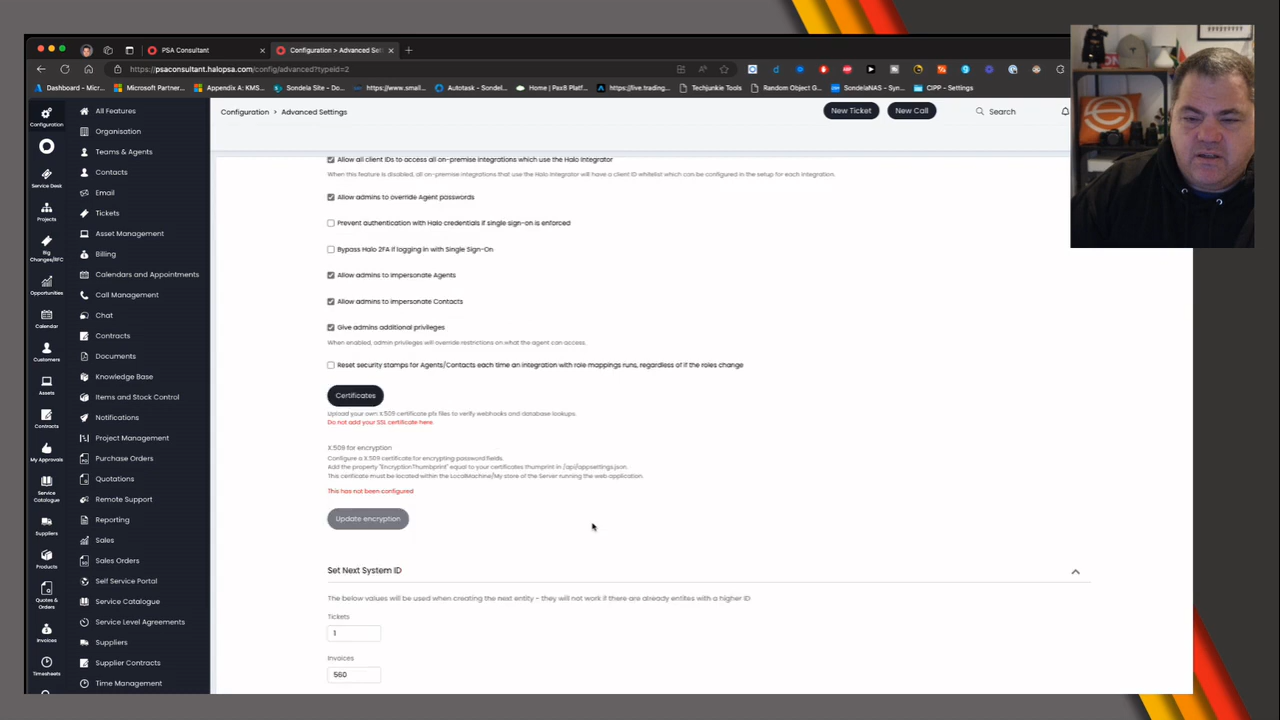 PSA Consultant
Configuration > Advanced Set
https://psaconsultant.halopsa.com/config/advanced?typeid=2
Dashboard - Micr...
Microsoft Partner...
Appendix A: KMS...
Sondela Site - Do...
https://www.smal...
Autotask - Sondel...
Home | Pax8 Platf...
https://live.trading...
Techjunkie Tools
Random Object G...
SondelaNAS - Syn...
CIPP - Settings
Configuration
Service Desk
Projects
Big Changes/RFC
Opportunities
Calendar
Customers
Assets
Contracts
My Approvals
Service Catalogue
Suppliers
Products
Quotes & Orders
Invoices
Timesheets
All Features
Organisation
Teams & Agents
Contacts
Email
Tickets
Asset Management
Billing
Calendars and Appointments
Call Management
Chat
Contracts
Documents
Knowledge Base
Items and Stock Control
Notifications
Project Management
Purchase Orders
Quotations
Remote Support
Reporting
Sales
Sales Orders
Self Service Portal
Service Catalogue
Service Level Agreements
Suppliers
Supplier Contracts
Time Management
Configuration > Advanced Settings
New Ticket
New Call
Search
Allow all client IDs to access all on-premise integrations which use the Halo Integrator
When this feature is disabled, all on-premise integrations that use the Halo Integrator will have a client ID whitelist which can be configured in the setup for each integration.
Allow admins to override Agent passwords
Prevent authentication with Halo credentials if single sign-on is enforced
Bypass Halo 2FA if logging in with Single Sign-On
Allow admins to impersonate Agents
Allow admins to impersonate Contacts
Give admins additional privileges
When enabled, admin privileges will override restrictions on what the agent can access.
Reset security stamps for Agents/Contacts each time an integration with role mappings runs, regardless of if the roles change
Certificates
Upload your own X.509 certificate pfx files to verify webhooks and database lookups.
Do not add your SSL certificate here.
X.509 for encryption
Configure a X.509 certificate for encrypting password fields.
Add the property "EncryptionThumbprint" equal to your certificates thumprint in /api/appsettings.json.
This cerificate must be located within the LocalMachine/My store of the Server running the web application.
This has not been configured
Update encryption
Set Next System ID
The below values will be used when creating the next entity - they will not work if there are already entites with a higher ID
Tickets
1
Invoices
560